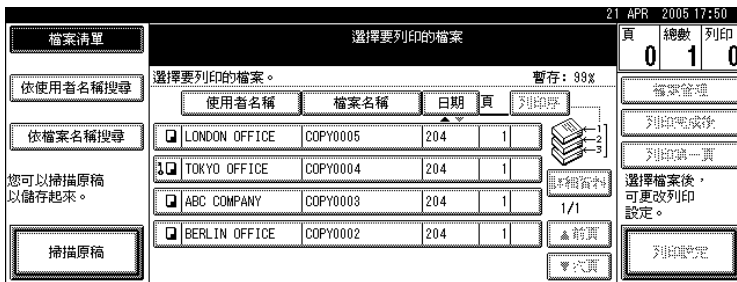 21 APR 2005 17:50
檔案清單
選擇要列印的檔案
頁 總數 列印
0 1 0
依使用者名稱搜尋
選擇要列印的檔案。
暫存: 99%
檔案管理
使用者名稱 檔案名稱 日期 頁 列印序
列印完成後
依檔案名稱搜尋
LONDON OFFICE COPY0005 204 1
1
2
3
列印第一頁
TOKYO OFFICE COPY0004 204 1
詳細資料
您可以掃描原稿
以儲存起來。
選擇檔案後，
可更改列印
設定。
ABC COMPANY COPY0003 204 1
1/1
BERLIN OFFICE COPY0002 204 1
▲前頁
掃描原稿
列印設定
▼次頁